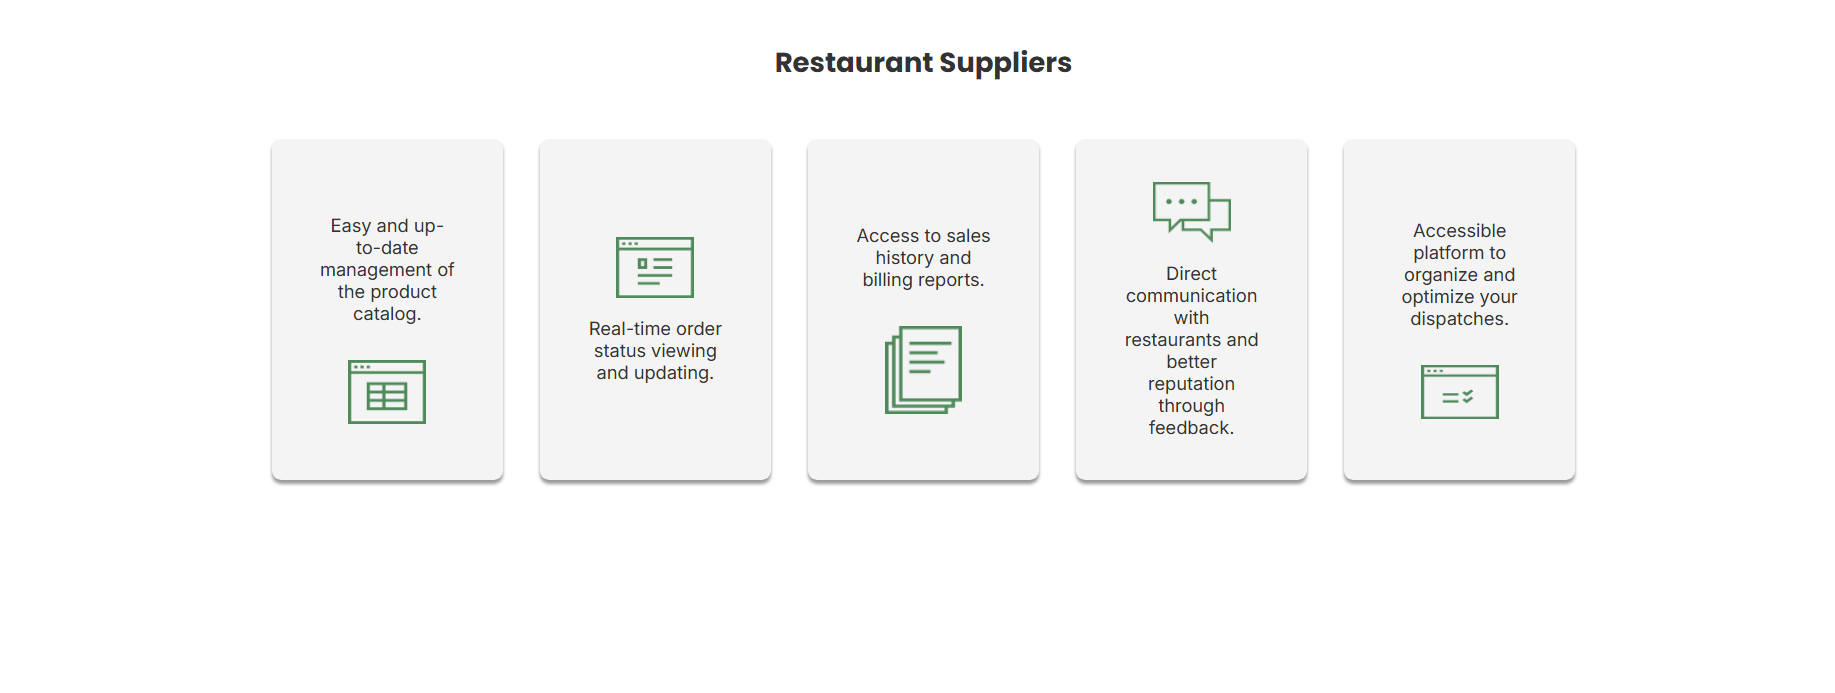 Restaurant Suppliers
Easy and up-
to-date
management of
the product
catalog.
Real-time order
status viewing
and updating.
Access to sales
history and
billing reports.
Direct
communication
with
restaurants and
better
reputation
through
feedback.
Accessible
platform to
organize and
optimize your
dispatches.